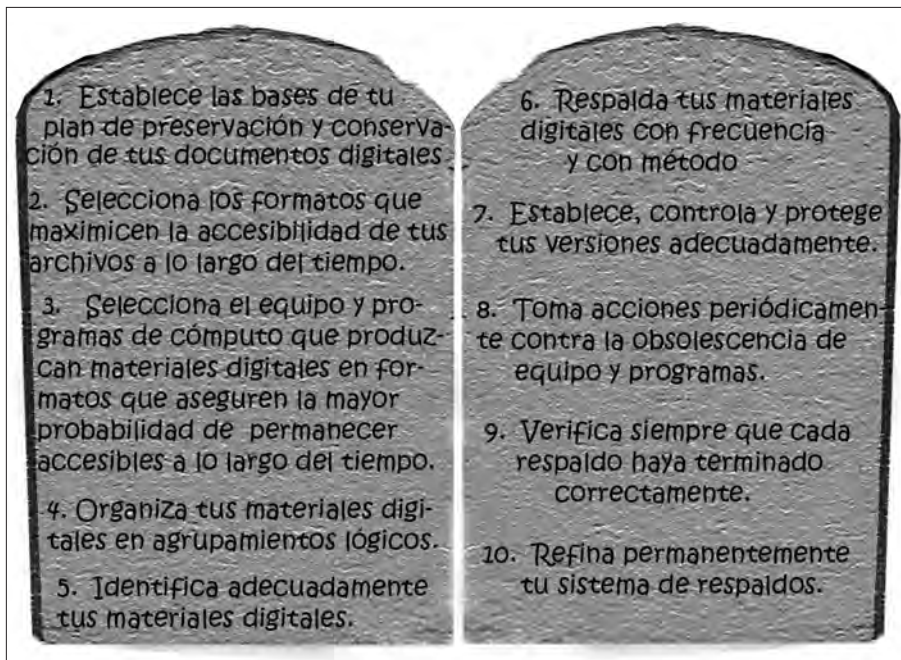 1. Establece las bases de tu
plan de preservación y conserva-
ción de tus documentos digitales
2. Selecciona los formatos que
maximicen la accesibilidad de tus
archivos a lo largo del tiempo.
3. Selecciona el equipo y pro-
gramas de cómputo que produz-
can materiales digitales en for-
matos que aseguren la mayor
probabilidad de permanecer
accesibles a lo largo del tiempo.
4. Organiza tus materiales digi-
tales en agrupamientos lógicos.
5. Identifica adecuadamente
tus materiales digitales.
6. Respalda tus materiales
digitales con frecuencia
y con método
7. Establece, controla y protege
tus versiones adecuadamente.
8. Toma acciones periódicamen-
te contra la obsolescencia de
equipo y programas.
9. Verifica siempre que cada
respaldo haya terminado
correctamente.
10. Refina permanentemente
tu sistema de respaldos.